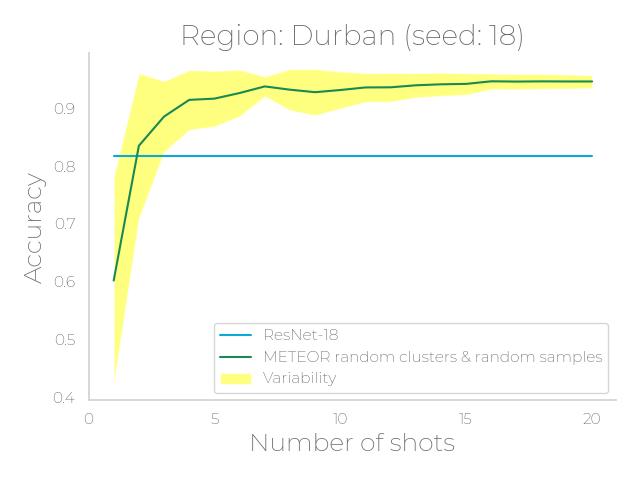 Region: Durban (seed: 18)
Accuracy
0.9
0.8
0.7
0.6
0.5
0.4
0
5
10
15
20
Number of shots
ResNet-18
METEOR random clusters & random samples
Variability